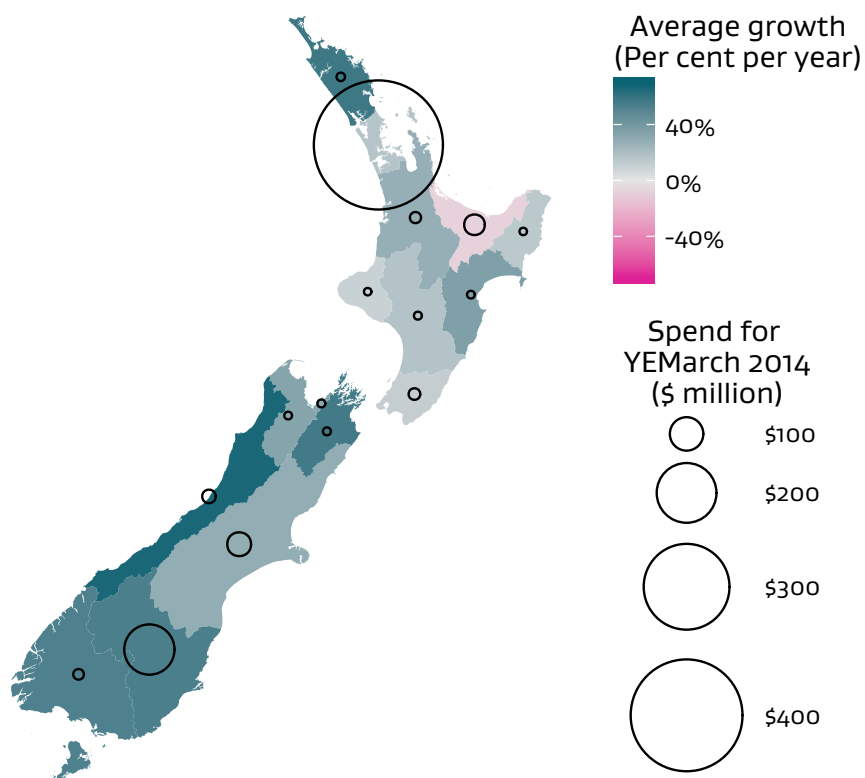 Average growth
(Per cent per year)
40%
0%
-40%
Spend for
YEMarch 2014
($ million)
$100
$200
$300
$400